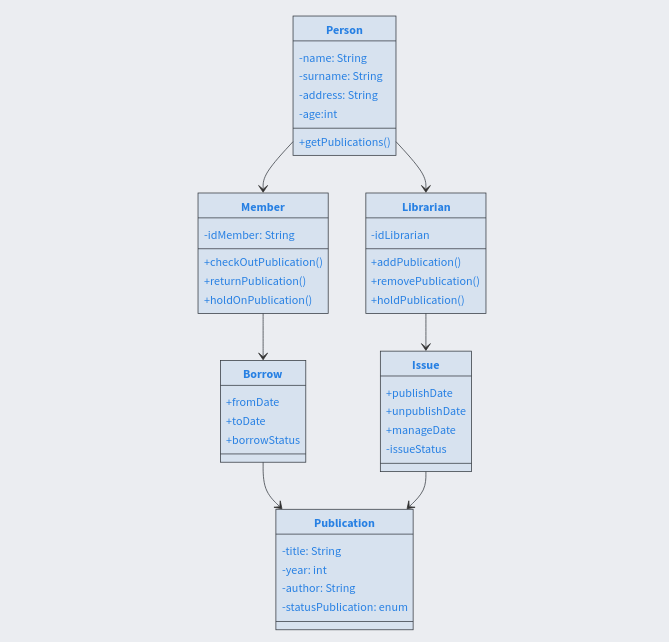 Person
-name: String
-surname: String
-address: String
-age:int
+getPublications()
Member
-idMember: String
+checkOutPublication()
+returnPublication()
+holdOnPublication()
Librarian
-idLibrarian
+addPublication()
+removePublication()
+holdPublication()
Borrow
+fromDate
+toDate
+borrowStatus
Issue
+publishDate
+unpublishDate
+manageDate
-issueStatus
Publication
-title: String
-year: int
-author: String
-statusPublication: enum